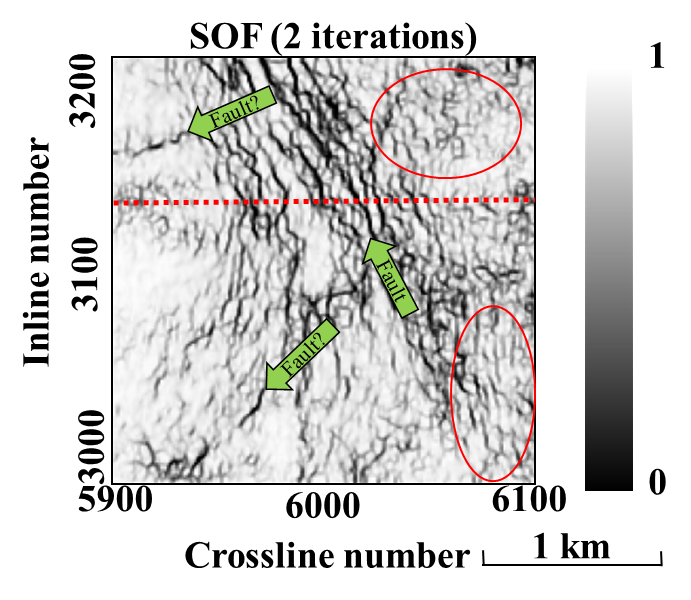 SOF (2 iterations)
1
3200
Fault?
Inline number
3100
Fault
Fault?
3000
0
5900
6000
6100
Crossline number
1 km